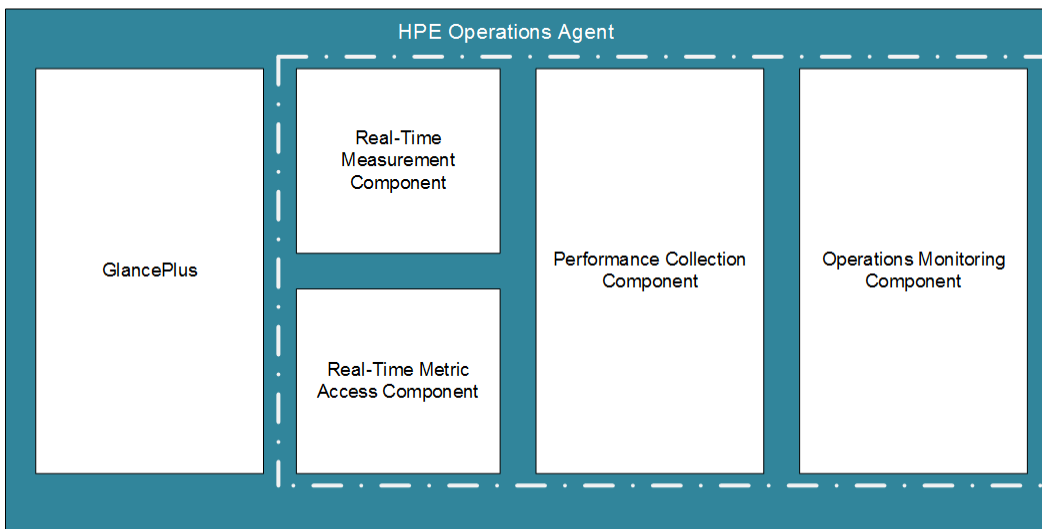 HPE Operations Agent
GlancePlus
Real-Time
Measurement
Component
Real-Time Metric
Access Component
Performance Collection
Component
Operations Monitoring
Component